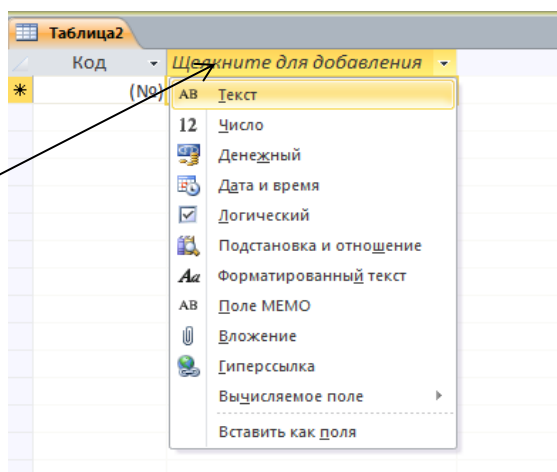 Таблица2
Код Щелкните для добавления
(№)
AB Текст
12 Число
Денежный
Дата и время
Логический
Подстановка и отношение
Aa Форматированный текст
AB Поле МЕМО
Вложение
Гиперссылка
Вычисляемое поле
Вставить как поля